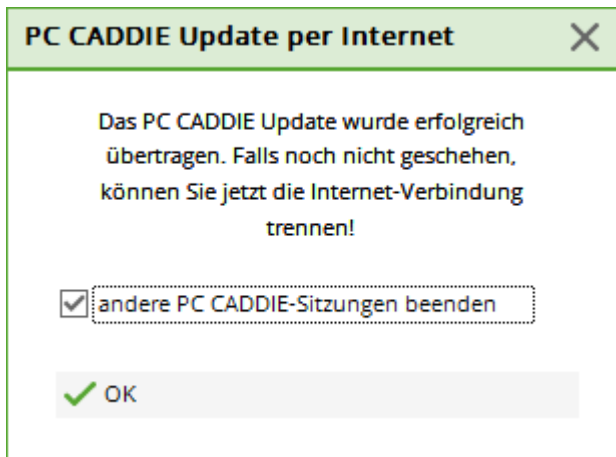 PC CADDIE Update per Internet
Das PC CADDIE Update wurde erfolgreich
übertragen. Falls noch nicht geschehen,
können Sie jetzt die Internet-Verbindung
trennen!
andere PC CADDIE-Sitzungen beenden
OK